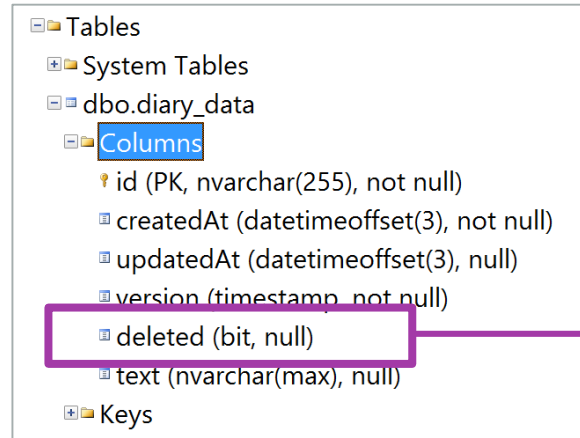 Tables
System Tables
dbo.diary_data
Columns
id (PK, nvarchar(255), not null)
createdAt (datetimeoffset(3), not null)
updatedAt (datetimeoffset(3), null)
version (timestamp, not null)
deleted (bit, null)
text (nvarchar(max), null)
Keys